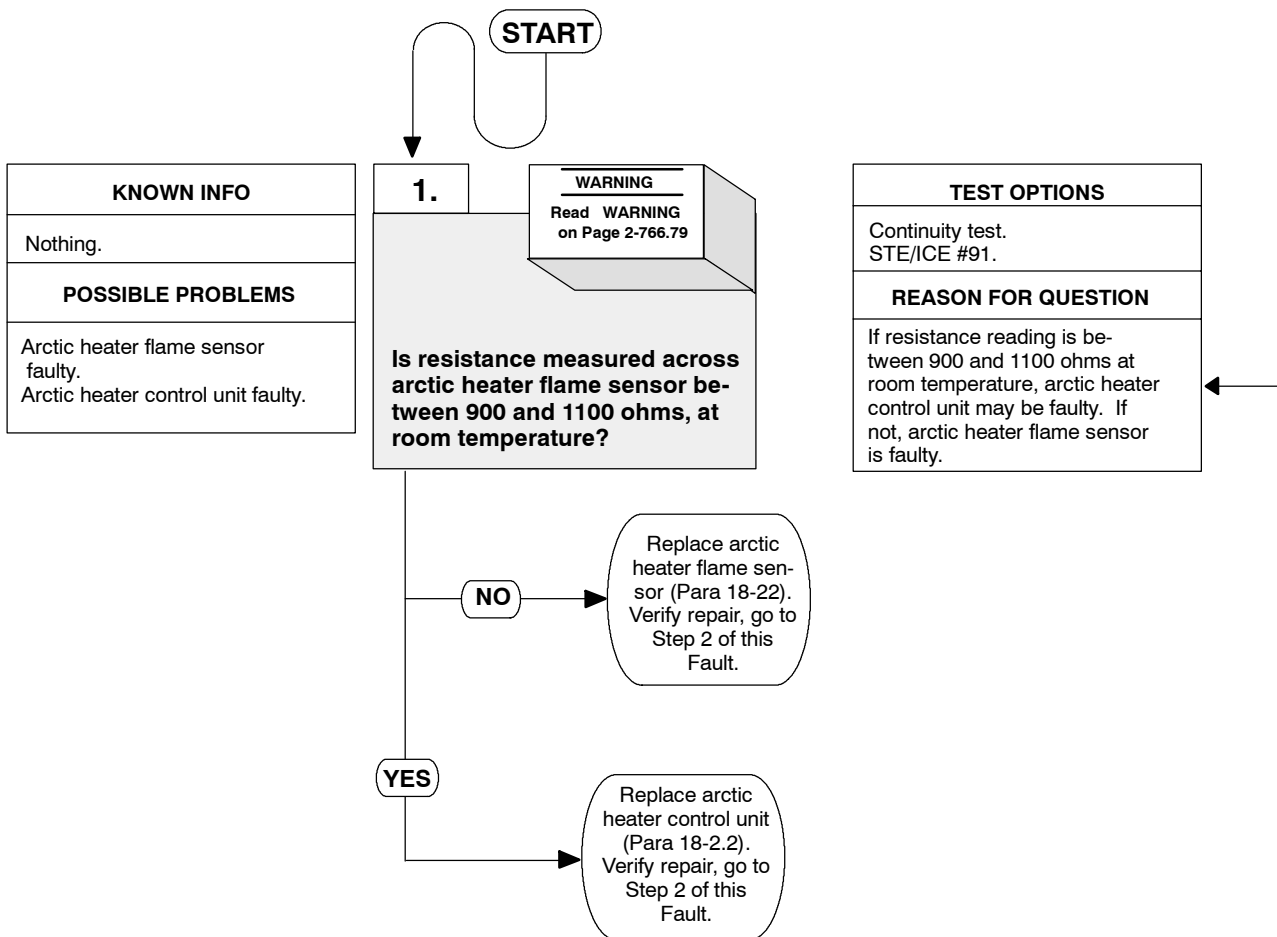 START
KNOWN INFO
Nothing.
POSSIBLE PROBLEMS
Arctic heater flame sensor
faulty.
Arctic heater control unit faulty.
1.
WARNING
Read WARNING
on Page 2-766.79
Is resistance measured across
arctic heater flame sensor be-
tween 900 and 1100 ohms, at
room temperature?
TEST OPTIONS
Continuity test.
STE/ICE #91.
REASON FOR QUESTION
If resistance reading is be-
tween 900 and 1100 ohms at
room temperature, arctic heater
control unit may be faulty. If
not, arctic heater flame sensor
is faulty.
NO
Replace arctic
heater flame sen-
sor (Para 18-22).
Verify repair, go to
Step 2 of this
Fault.
YES
Replace arctic
heater control unit
(Para 18-2.2).
Verify repair, go to
Step 2 of this
Fault.